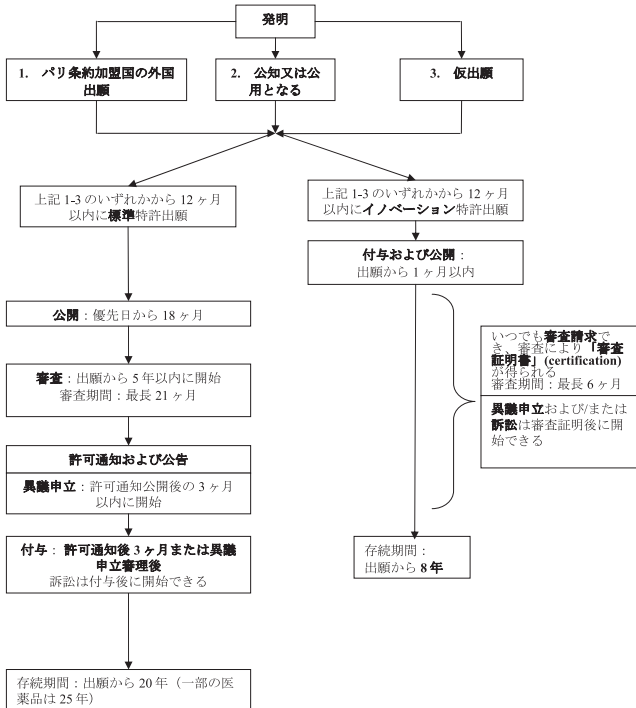 発明
1. パリ条約加盟国の外国
出願
2. 公知又は公
用となる
3. 仮出願
上記 1-3 のいずれかから 12 ヶ月
以内に標準特許出願
公開：優先日から 18 ヶ月
審査：出願から 5 年以内に開始
審査期間：最長 21 ヶ月
許可通知および公告
異議申立：許可通知公開後の 3 ヶ月
以内に開始
付与： 許可通知後 3 ヶ月または異議
申立審理後
訴訟は付与後に開始できる
存続期間：出願から 20 年（一部の医
薬品は 25 年）
上記 1-3 のいずれかから 12 ヶ月
以内にイノベーション特許出願
付与および公開：
出願から 1 ヶ月以内
いつでも審査請求で
き、審査により「審査
証明書」(certification)
が得られる
審査期間：最長 6 ヶ月
異議申立および/または
訴訟は審査証明後に開
始できる
存続期間：
出願から 8 年